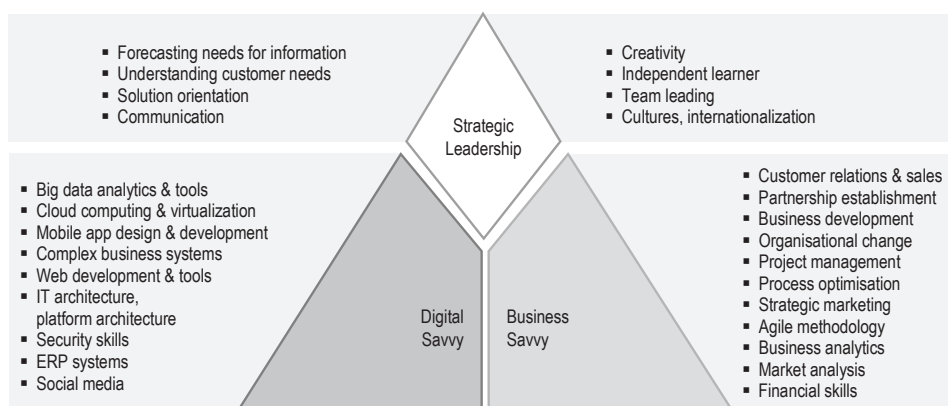 ▪ Forecasting needs for information
▪ Understanding customer needs
▪ Solution orientation
▪ Communication
▪ Creativity
▪ Independent learner
▪ Team leading
▪ Cultures, internationalization
Strategic
Leadership
▪ Big data analytics & tools
▪ Cloud computing & virtualization
▪ Mobile app design & development
▪ Complex business systems
▪ Web development & tools
▪ IT architecture,
platform architecture
▪ Security skills
▪ ERP systems
▪ Social media
Digital
Savvy
Business
Savvy
▪ Customer relations & sales
▪ Partnership establishment
▪ Business development
▪ Organisational change
▪ Project management
▪ Process optimisation
▪ Strategic marketing
▪ Agile methodology
▪ Business analytics
▪ Market analysis
▪ Financial skills